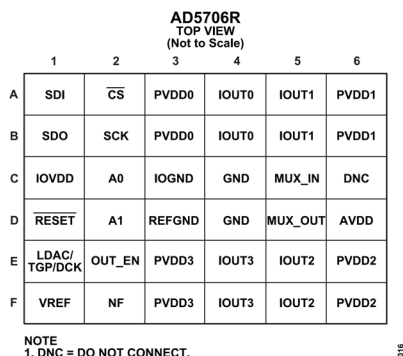 AD5706R
TOP VIEW
(Not to Scale)
1 2 3 4 5 6
A SDI CS PVDD0 IOUT0 IOUT1 PVDD1
B SDO SCK PVDD0 IOUT0 IOUT1 PVDD1
C IOVDD A0 IOGND GND MUX_IN DNC
D RESET A1 REFGND GND MUX_OUT AVDD
E LDAC/TGP/DCK OUT_EN PVDD3 IOUT3 IOUT2 PVDD2
F VREF NF PVDD3 IOUT3 IOUT2 PVDD2
NOTE
1. DNC = DO NOT CONNECT.